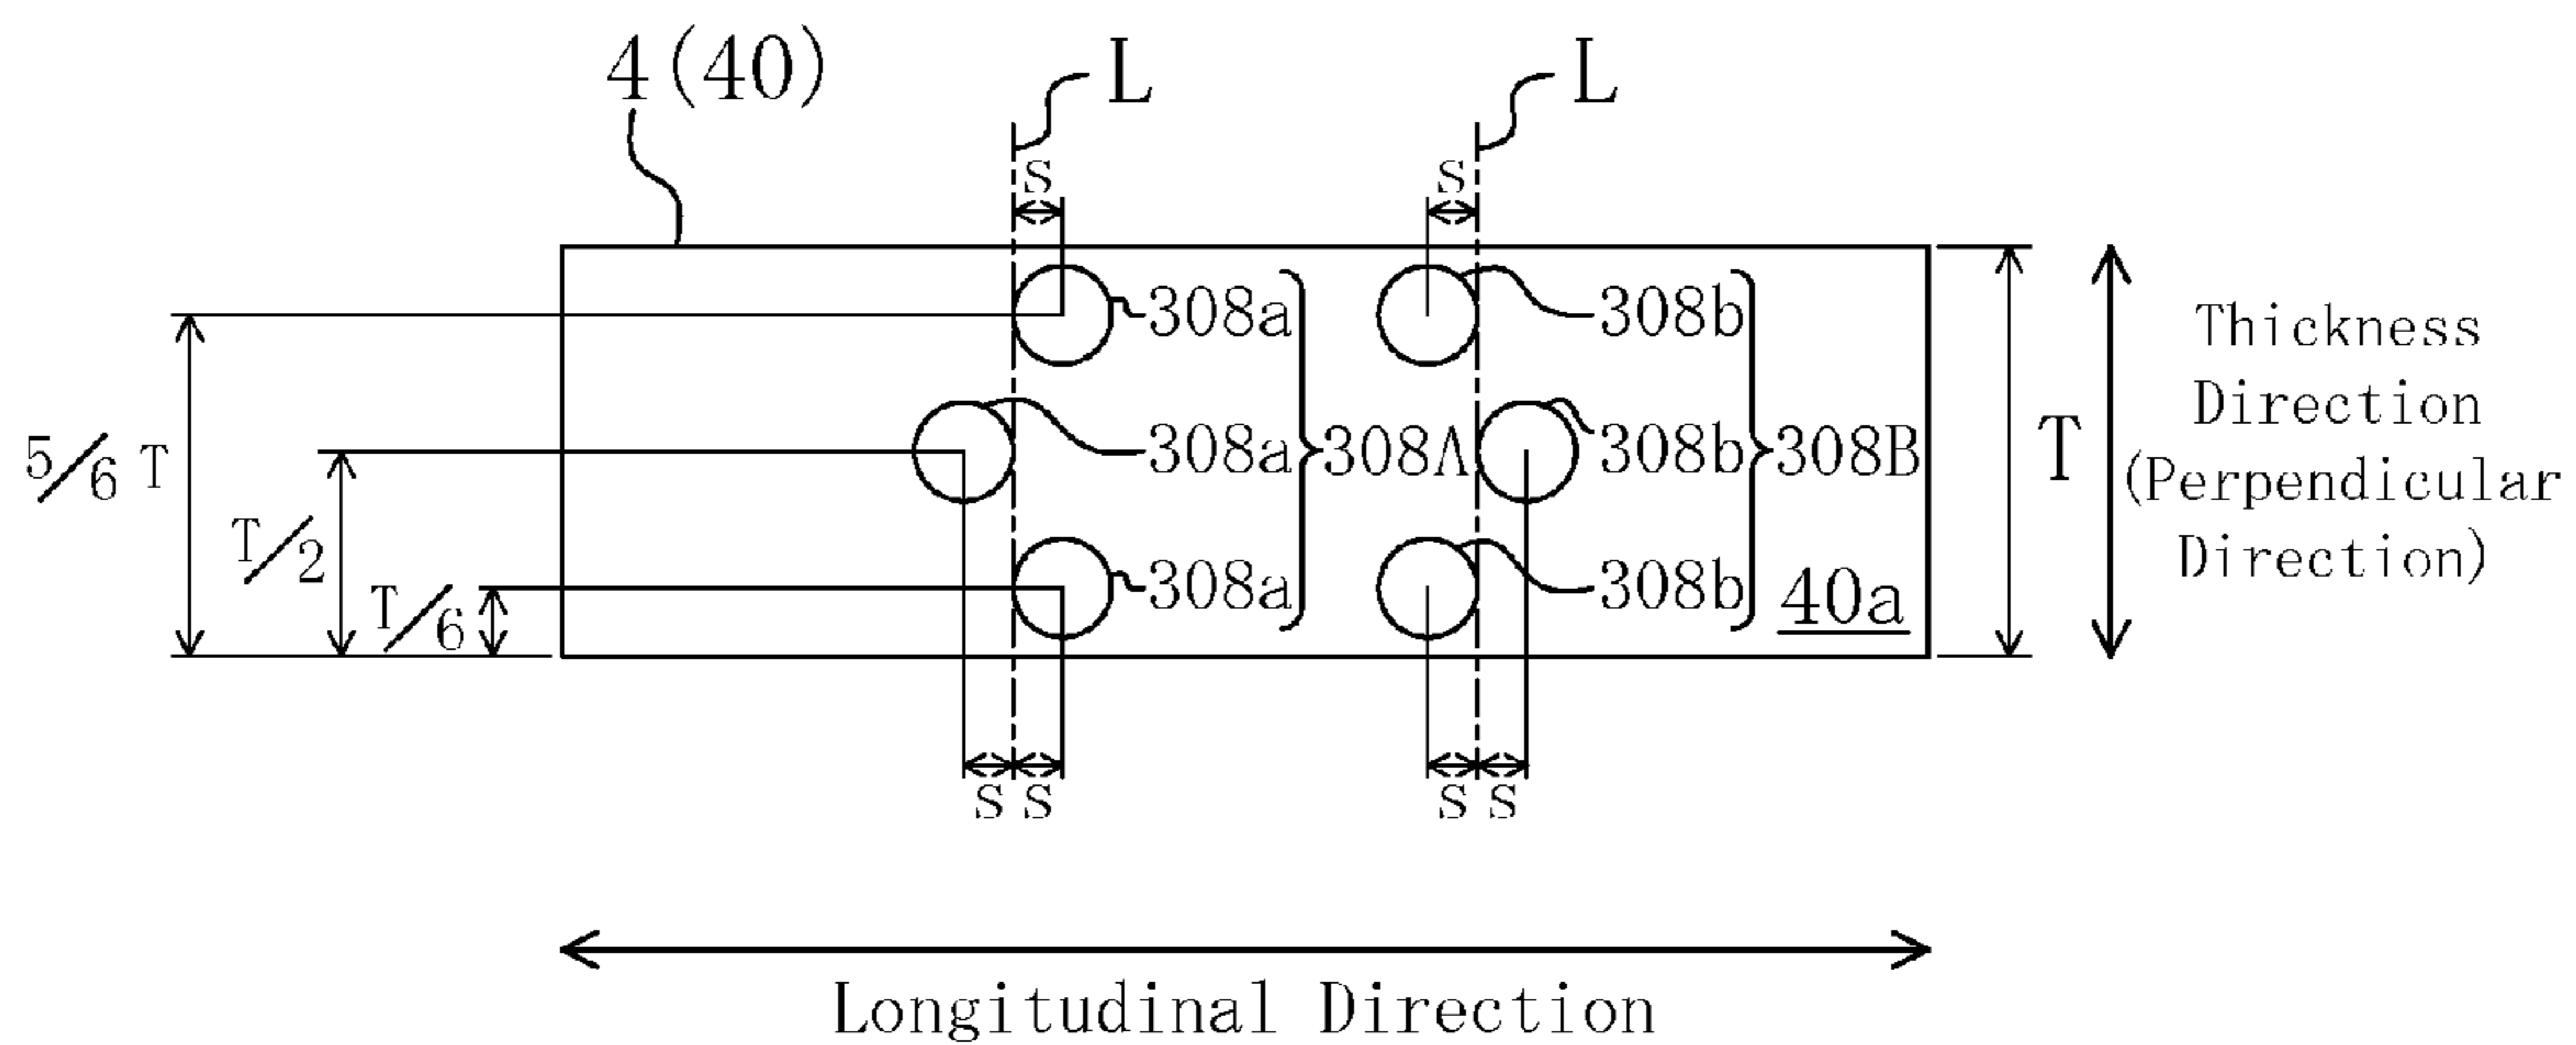 4(40)
L
L
s
s
308a
308b
5/6 T
T/2
308a
308A
308b
308B
T
Thickness
Direction
(Perpendicular
Direction)
T/6
308a
308b
40a
s s
s s
Longitudinal Direction